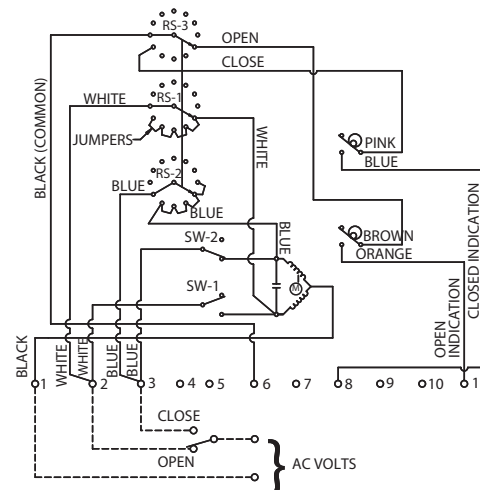 RS-3
OPEN
CLOSE
BLACK (COMMON)
WHITE
RS-1
JUMPERS
WHITE
PINK
BLUE
RS-2
BLUE
BLUE
BLUE
SW-2
BROWN
ORANGE
SW-1
M
OPEN INDICATION
CLOSED INDICATION
BLACK
WHITE
WHITE
BLUE
BLUE
1 2 3 4 5 6 7 8 9 10 1
CLOSE
OPEN
AC VOLTS